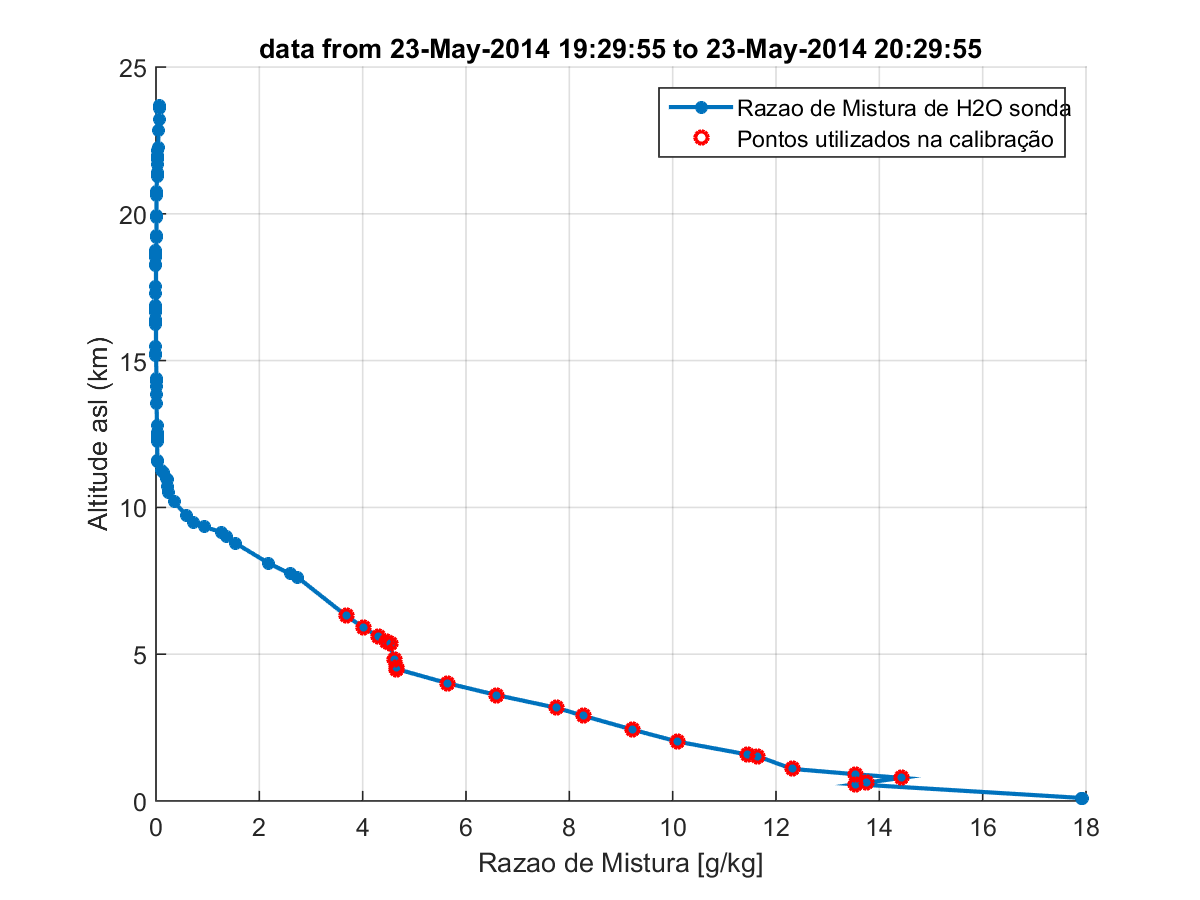 data from 23-May-2014 19:29:55 to 23-May-2014 20:29:55
Razao de Mistura de H2O sonda
Pontos utilizados na calibração
25
20
15
10
5
0
Altitude asl (km)
0 2 4 6 8 10 12 14 16 18
Razao de Mistura [g/kg]